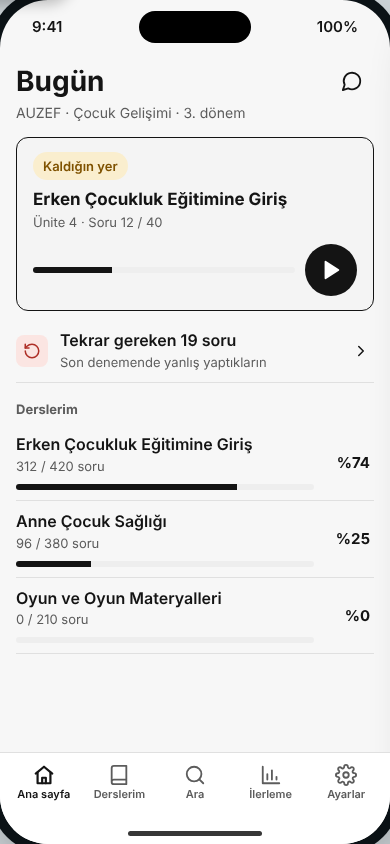 9:41
100%
Bugün
AUZEF · Çocuk Gelişimi · 3. dönem
Kaldığın yer
Erken Çocukluk Eğitimine Giriş
Ünite 4 · Soru 12 / 40
Tekrar gereken 19 soru
Son denemende yanlış yaptıkların
Derslerim
Erken Çocukluk Eğitimine Giriş
312 / 420 soru
%74
Anne Çocuk Sağlığı
96 / 380 soru
%25
Oyun ve Oyun Materyalleri
0 / 210 soru
%0
Ana sayfa
Derslerim
Ara
İlerleme
Ayarlar